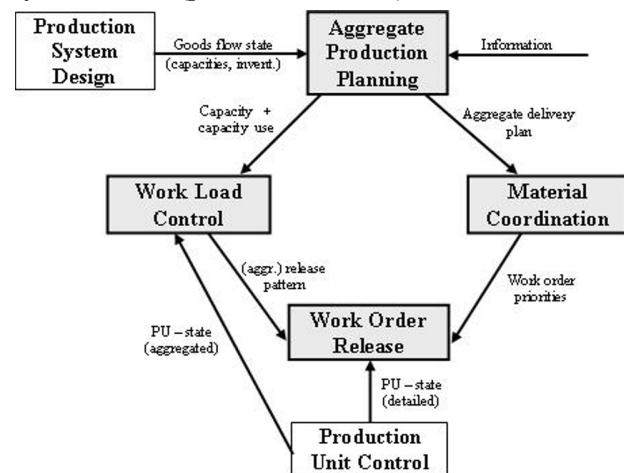 Production
System
Design
Goods flow state
(capacities, invent.)
Aggregate
Production
Planning
Information
Capacity +
capacity use
Aggregate delivery
plan
Work Load
Control
Material
Coordination
(aggr.) release
pattern
Work order
priorities
PU – state
(aggregated)
Work Order
Release
PU – state
(detailed)
Production
Unit Control